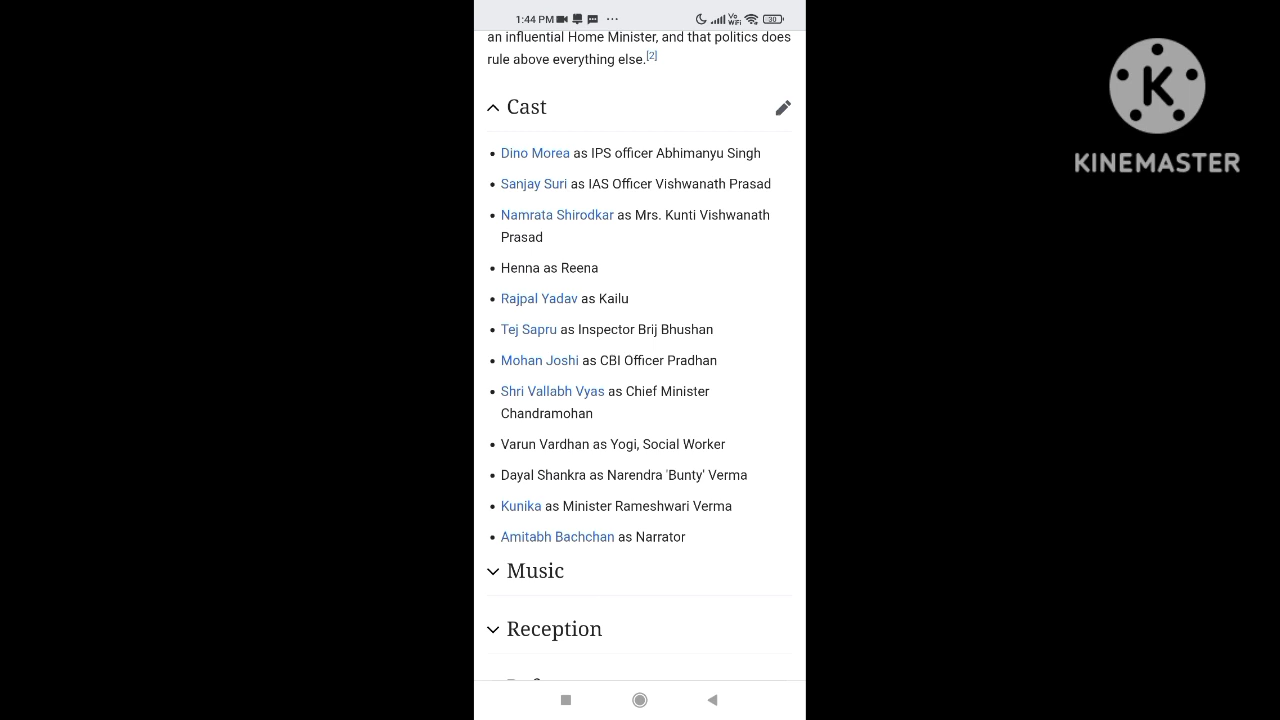 1:44 PM
Vo
WiFi
30
an influential Home Minister, and that politics does
rule above everything else.[2]
Cast
• Dino Morea as IPS officer Abhimanyu Singh
• Sanjay Suri as IAS Officer Vishwanath Prasad
• Namrata Shirodkar as Mrs. Kunti Vishwanath
Prasad
• Henna as Reena
• Rajpal Yadav as Kailu
• Tej Sapru as Inspector Brij Bhushan
• Mohan Joshi as CBI Officer Pradhan
• Shri Vallabh Vyas as Chief Minister
Chandramohan
• Varun Vardhan as Yogi, Social Worker
• Dayal Shankra as Narendra 'Bunty' Verma
• Kunika as Minister Rameshwari Verma
• Amitabh Bachchan as Narrator
Music
Reception
K
KINEMASTER